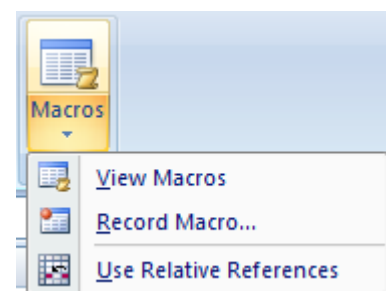 Macros
View Macros
Record Macro...
Use Relative References